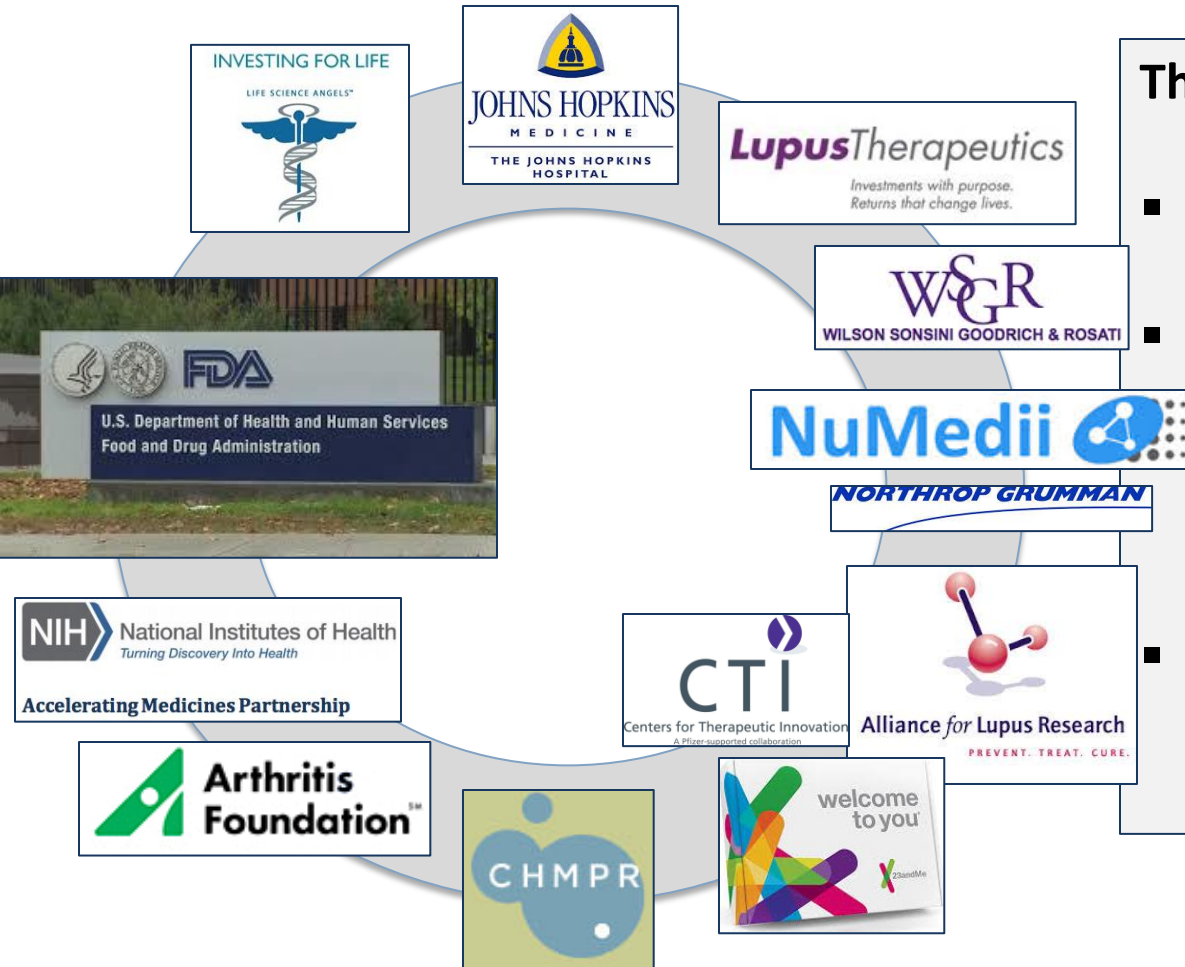 INVESTING FOR LIFE
LIFE SCIENCE ANGELS™
JOHNS HOPKINS
MEDICINE
THE JOHNS HOPKINS
HOSPITAL
LupusTherapeutics
Investments with purpose.
Returns that change lives.
Th
WSGR
WILSON SONSINI GOODRICH & ROSATI
FDA
U.S. Department of Health and Human Services
Food and Drug Administration
NuMedii
NORTHROP GRUMMAN
NIH
National Institutes of Health
Turning Discovery Into Health
Accelerating Medicines Partnership
CTI
Centers for Therapeutic Innovation
A Pfizer-supported collaboration
Alliance for Lupus Research
PREVENT. TREAT. CURE.
Arthritis
Foundation℠
CHMPR
welcome
to you
23andMe